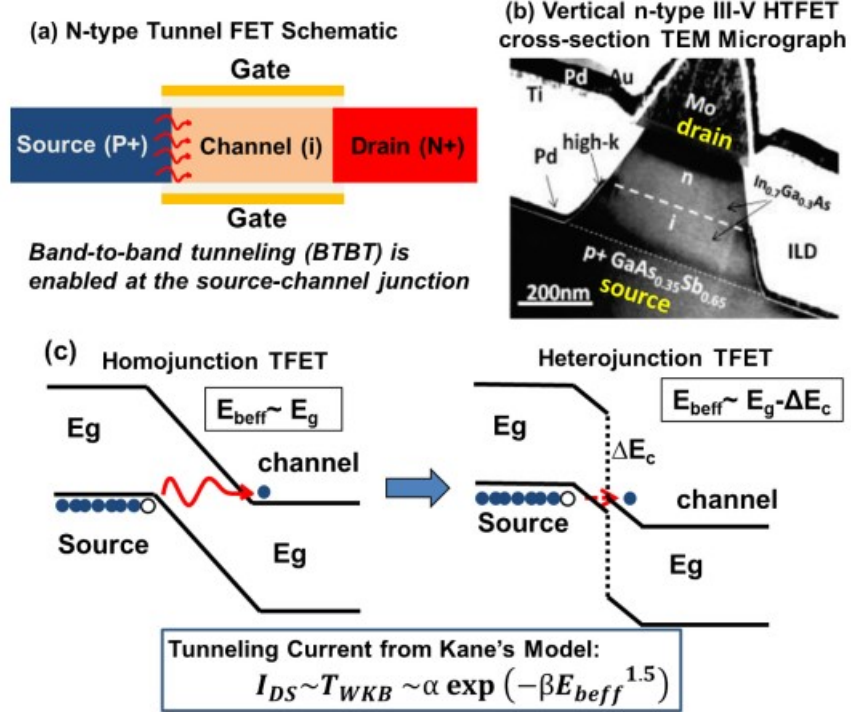 (a) N-type Tunnel FET Schematic
Gate
Source (P+)
Channel (i)
Drain (N+)
Gate
Band-to-band tunneling (BTBT) is
enabled at the source-channel junction
(b) Vertical n-type III-V HTFET
cross-section TEM Micrograph
Ti
Pd
Au
Mo
drain
high-k
Pd
n
In0.7Ga0.3As
i
ILD
p+ GaAs0.35Sb0.65
source
200nm
(c)
Homojunction TFET
Ebeff~ Eg
Eg
channel
Source
Eg
Heterojunction TFET
Ebeff~ Eg-ΔEc
Eg
ΔEc
channel
Source
Eg
Tunneling Current from Kane's Model:
IDS~TWKB ~α exp (−βEbeff^1.5)